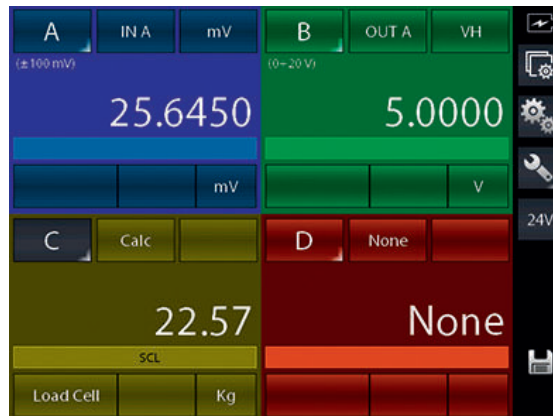 A IN A mV
(±100 mV)
25.6450
mV
B OUT A VH
(0÷20 V)
5.0000
V
C Calc
22.57
SCL
Load Cell Kg
D None
None
24V